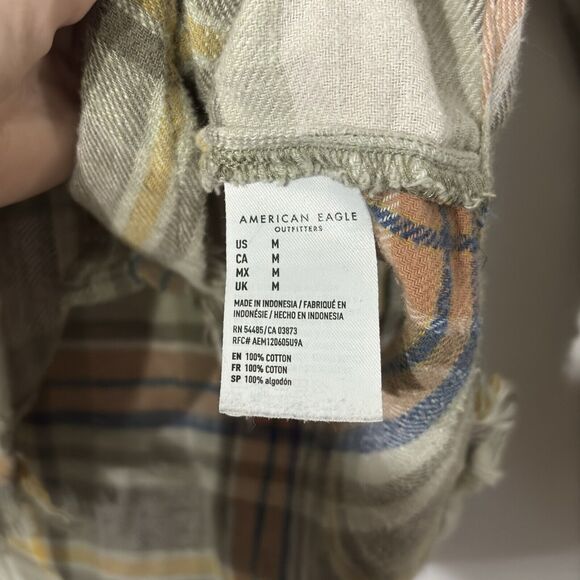 AMERICAN EAGLE
OUTFITTERS
US M
CA M
MX M
UK M
MADE IN INDONESIA / FABRIQUÉ EN
INDONÉSIE / HECHO EN INDONESIA
RN 54485/CA 03873
RFC# AEM120605U9A
EN 100% COTTON
FR 100% COTON
SP 100% algodón